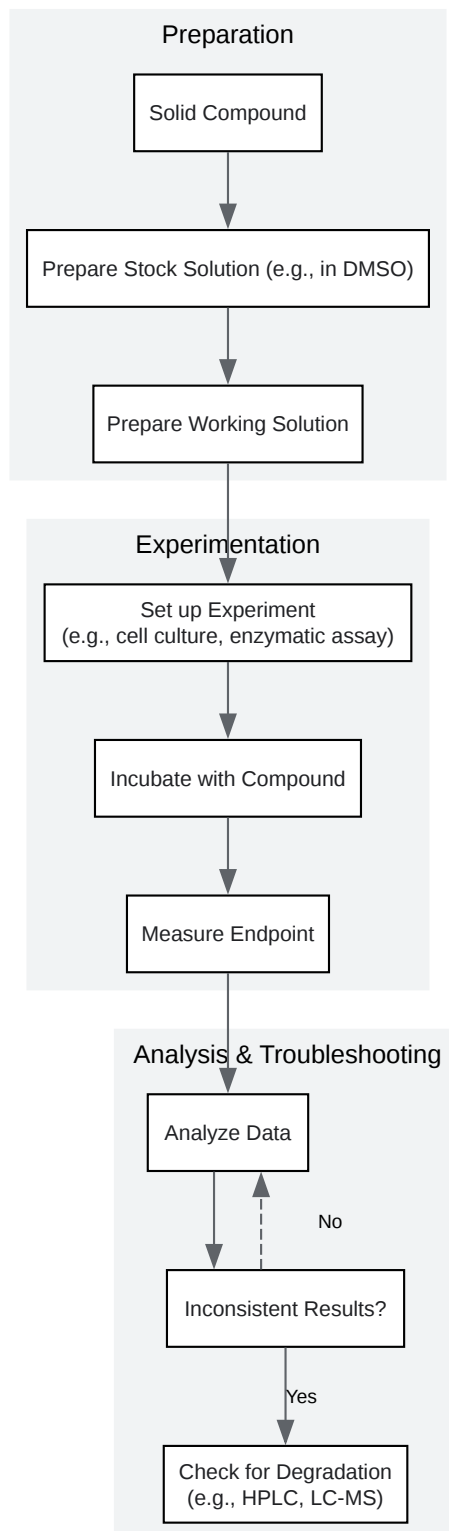 Preparation
Solid Compound
Prepare Stock Solution (e.g., in DMSO)
Prepare Working Solution
Experimentation
Set up Experiment
(e.g., cell culture, enzymatic assay)
Incubate with Compound
Measure Endpoint
Analysis & Troubleshooting
Analyze Data
No
Inconsistent Results?
Yes
Check for Degradation
(e.g., HPLC, LC-MS)